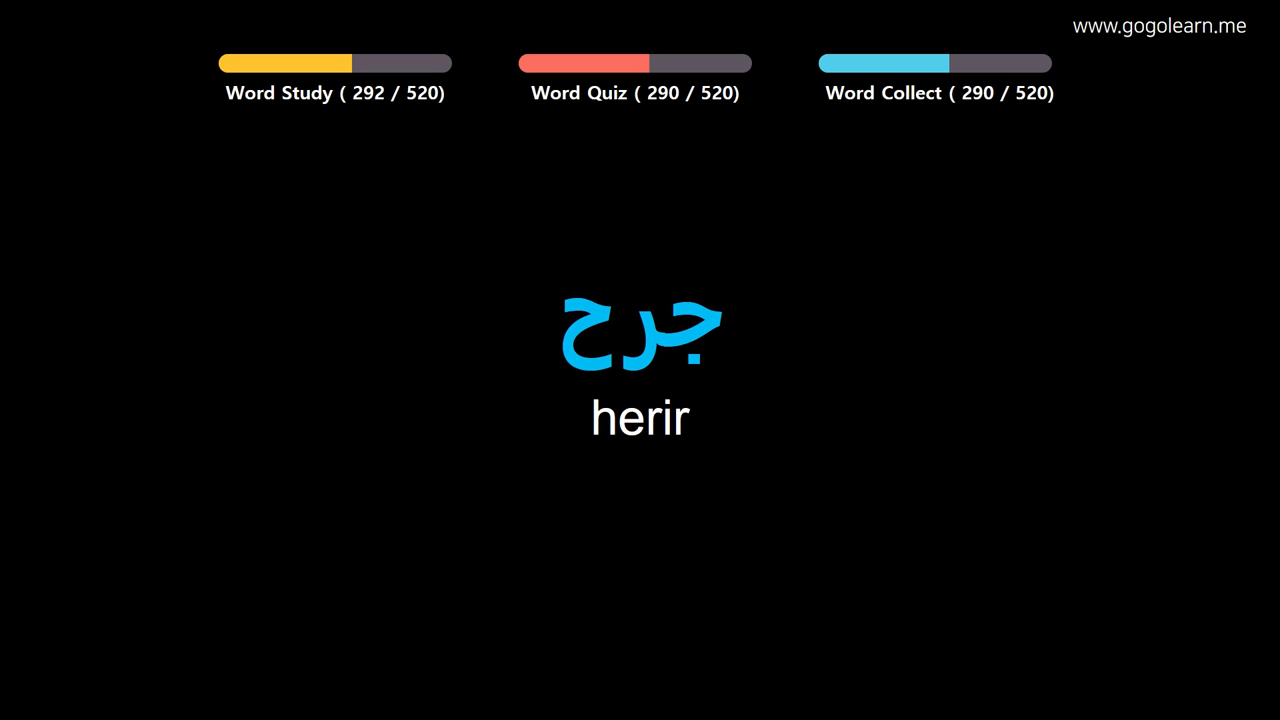 www.gogolearn.me
Word Study ( 292 / 520)
Word Quiz ( 290 / 520)
Word Collect ( 290 / 520)
جرح
herir